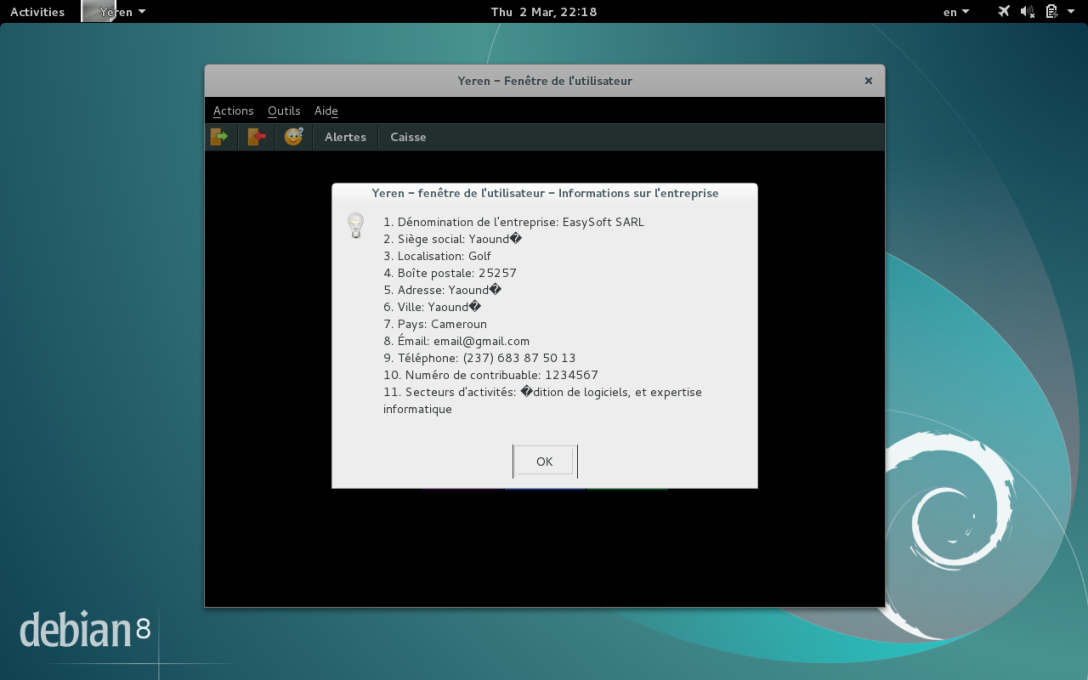 Activities Yeren Thu 2 Mar, 22:18 en
Yeren – Fenêtre de l'utilisateur
Actions Outils Aide
Alertes Caisse
Yeren – fenêtre de l'utilisateur – Informations sur l'entreprise
1. Dénomination de l'entreprise: EasySoft SARL
2. Siège social: Yaound�
3. Localisation: Golf
4. Boîte postale: 25257
5. Adresse: Yaound�
6. Ville: Yaound�
7. Pays: Cameroun
8. Émail: email@gmail.com
9. Téléphone: (237) 683 87 50 13
10. Numéro de contribuable: 1234567
11. Secteurs d'activités: �dition de logiciels, et expertise
informatique
OK
debian 8